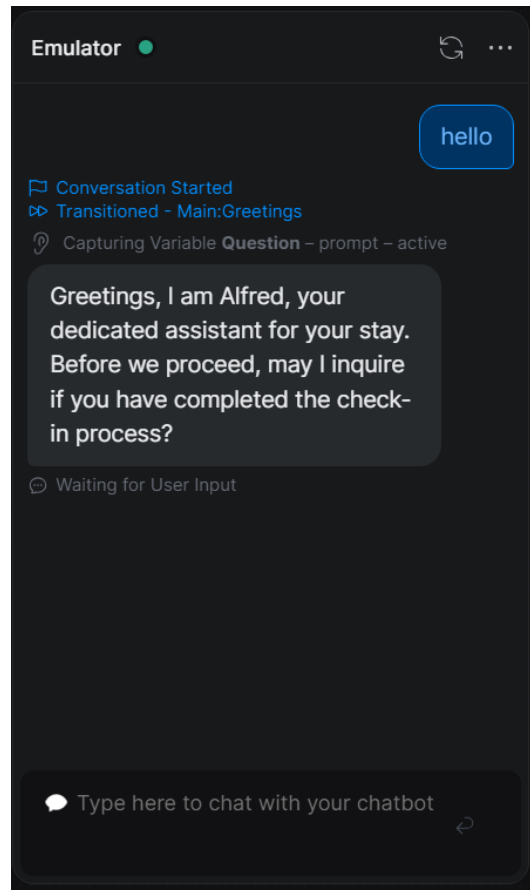 Emulator
hello
Conversation Started
Transitioned - Main:Greetings
Capturing Variable Question – prompt – active
Greetings, I am Alfred, your
dedicated assistant for your stay.
Before we proceed, may I inquire
if you have completed the check-
in process?
Waiting for User Input
Type here to chat with your chatbot